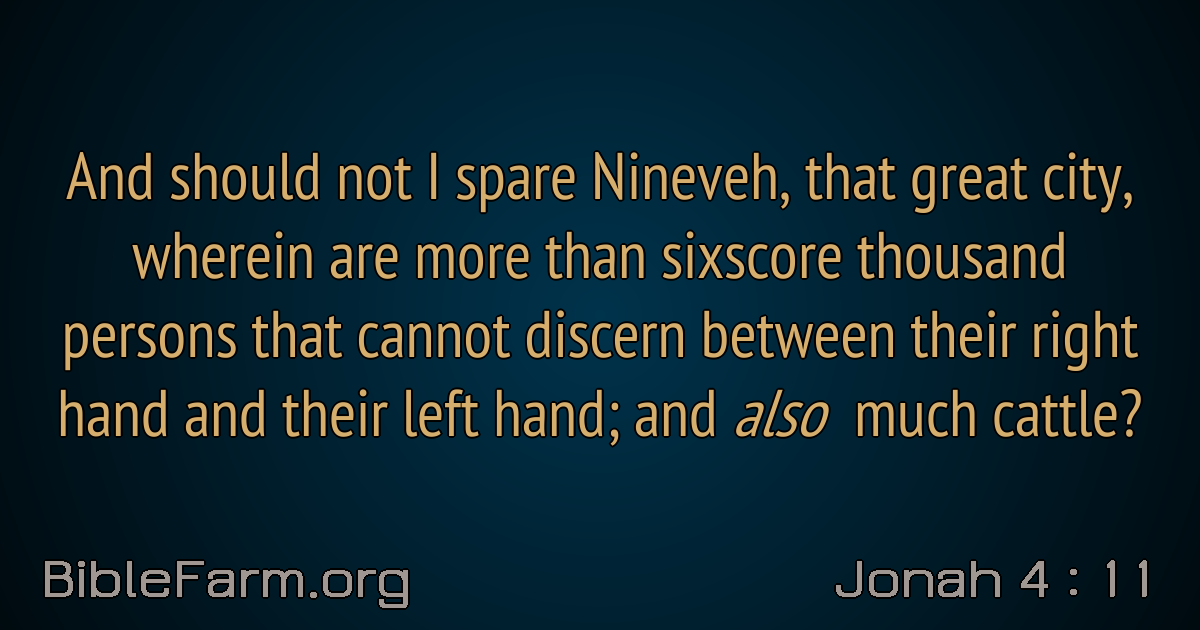 And should not I spare Nineveh, that great city,
wherein are more than sixscore thousand
persons that cannot discern between their right
hand and their left hand; and also much cattle?
BibleFarm.org
Jonah 4 : 11